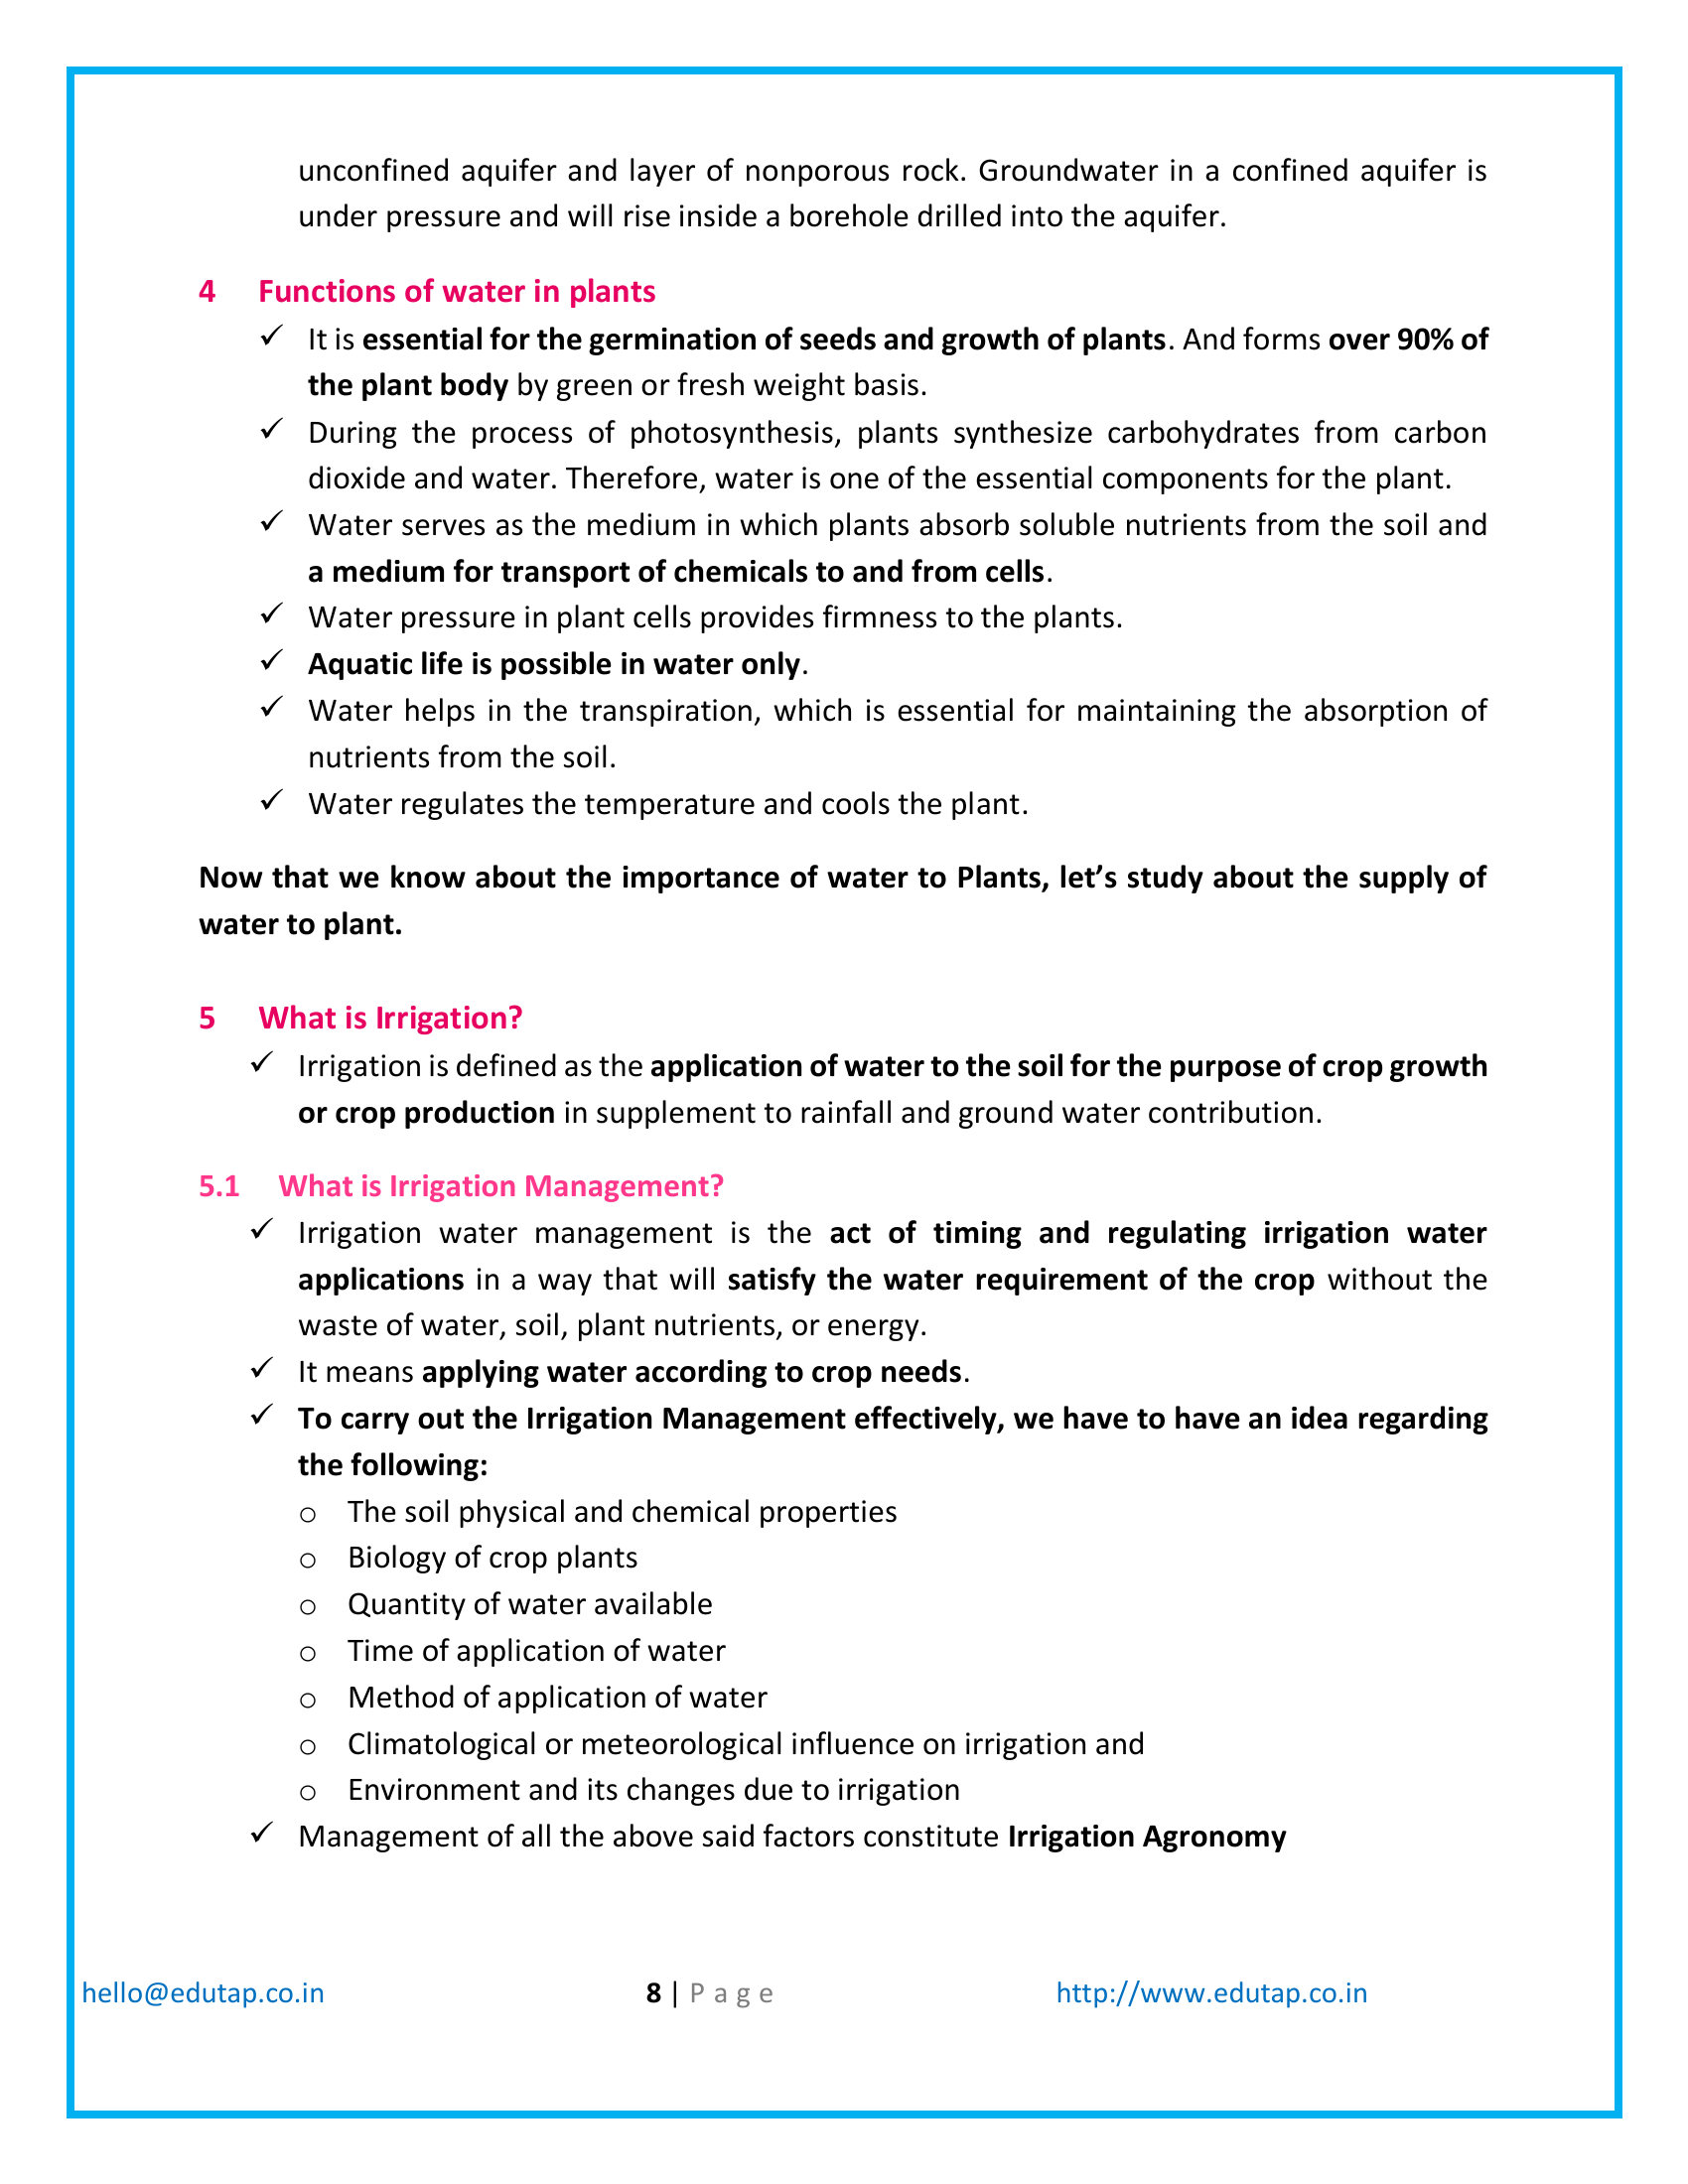 unconfined aquifer and layer of nonporous rock. Groundwater in a confined aquifer is
under pressure and will rise inside a borehole drilled into the aquifer.
4 Functions of water in plants
✓ It is essential for the germination of seeds and growth of plants. And forms over 90% of
the plant body by green or fresh weight basis.
✓ During the process of photosynthesis, plants synthesize carbohydrates from carbon
dioxide and water. Therefore, water is one of the essential components for the plant.
✓ Water serves as the medium in which plants absorb soluble nutrients from the soil and
a medium for transport of chemicals to and from cells.
✓ Water pressure in plant cells provides firmness to the plants.
✓ Aquatic life is possible in water only.
✓ Water helps in the transpiration, which is essential for maintaining the absorption of
nutrients from the soil.
✓ Water regulates the temperature and cools the plant.
Now that we know about the importance of water to Plants, let’s study about the supply of
water to plant.
5 What is Irrigation?
✓ Irrigation is defined as the application of water to the soil for the purpose of crop growth
or crop production in supplement to rainfall and ground water contribution.
5.1 What is Irrigation Management?
✓ Irrigation water management is the act of timing and regulating irrigation water
applications in a way that will satisfy the water requirement of the crop without the
waste of water, soil, plant nutrients, or energy.
✓ It means applying water according to crop needs.
✓ To carry out the Irrigation Management effectively, we have to have an idea regarding
the following:
o The soil physical and chemical properties
o Biology of crop plants
o Quantity of water available
o Time of application of water
o Method of application of water
o Climatological or meteorological influence on irrigation and
o Environment and its changes due to irrigation
✓ Management of all the above said factors constitute Irrigation Agronomy
hello@edutap.co.in 8 | Page http://www.edutap.co.in